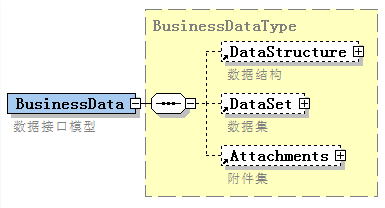 BusinessDataType
DataStructure
数据结构
BusinessData
数据接口模型
DataSet
数据集
Attachments
附件集